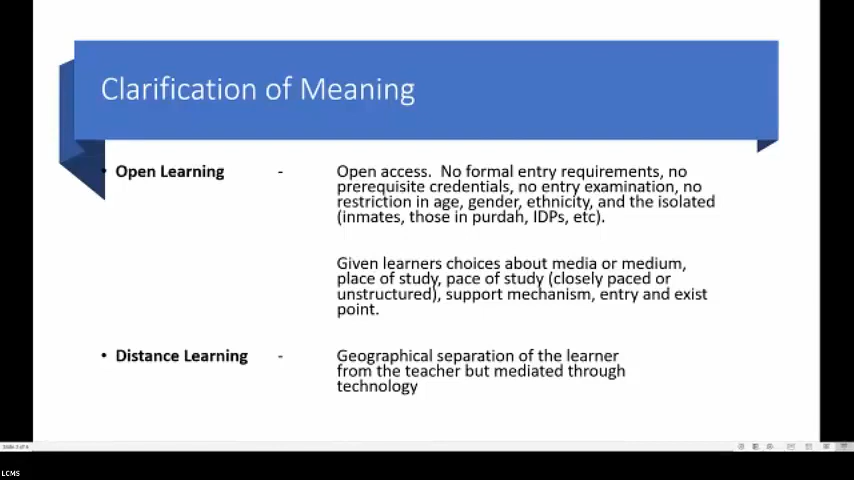 Clarification of Meaning
• Open Learning - Open access. No formal entry requirements, no
prerequisite credentials, no entry examination, no
restriction in age, gender, ethnicity, and the isolated
(inmates, those in purdah, IDPs, etc).
Given learners choices about media or medium,
place of study, pace of study (closely paced or
unstructured), support mechanism, entry and exist
point.
• Distance Learning - Geographical separation of the learner
from the teacher but mediated through
technology
LCMS